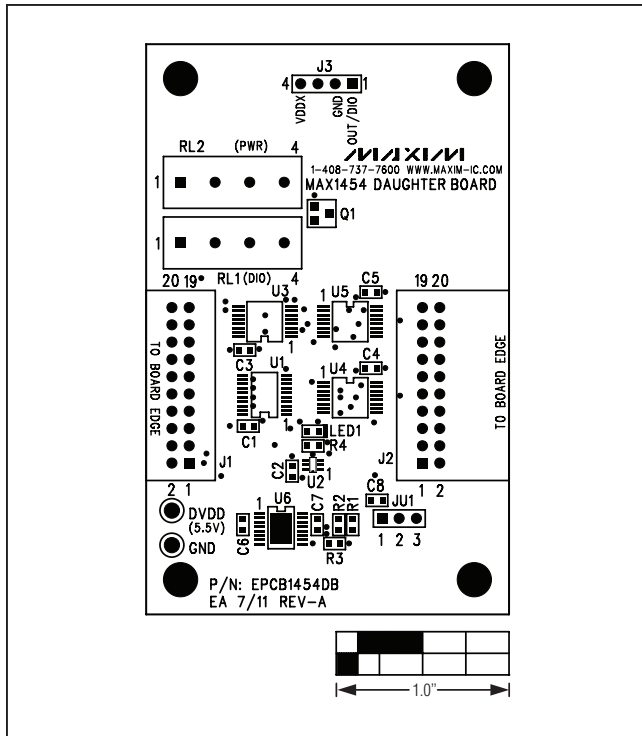 J3
4 1
VDDX
GND
OUT/DIO
RL2 (PWR) 4
1
MAXIM
1-408-737-7600 WWW.MAXIM-IC.COM
MAX1454 DAUGHTER BOARD
Q1
1
RL1(DIO) 4
20 19
U3
1
C3
U5
1
C5
19 20
TO BOARD EDGE
U1
1
C1
U4
1
C4
TO BOARD EDGE
LED1
R4
C2
U2
1
J1
2 1
J2
1 2
C8
DVDD
(5.5V)
GND
C6
U6
1
C7
R2
R1
R3
JU1
1 2 3
P/N: EPCB1454DB
EA 7/11 REV-A
1.0"